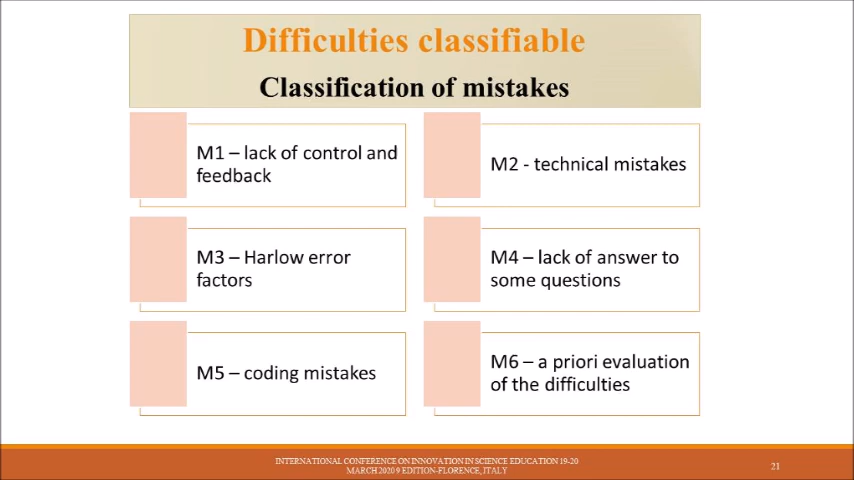 Difficulties classifiable
Classification of mistakes
M1 – lack of control and
feedback
M2 - technical mistakes
M3 – Harlow error
factors
M4 – lack of answer to
some questions
M5 – coding mistakes
M6 – a priori evaluation
of the difficulties
INTERNATIONAL CONFERENCE ON INNOVATION IN SCIENCE EDUCATION 19-20
MARCH 2020 9 EDITION-FLORENCE, ITALY
21